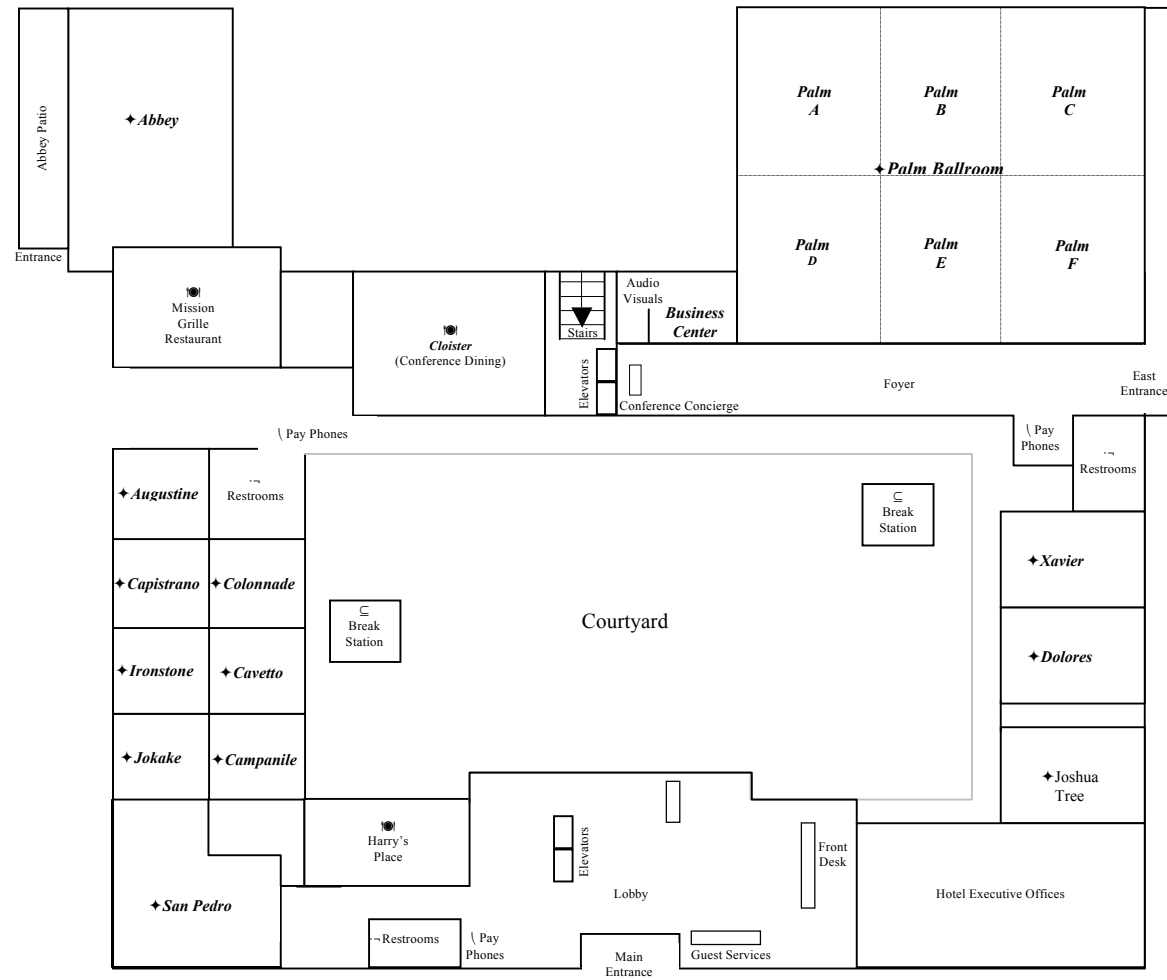 Abbey Patio
✦Abbey
Entrance
Palm
A
Palm
B
Palm
C
✦Palm Ballroom
Palm
D
Palm
E
Palm
F
Mission
Grille
Restaurant
Cloister
(Conference Dining)
Stairs
Audio
Visuals
Business
Center
Elevators
Conference Concierge
Foyer
East
Entrance
Pay Phones
Pay
Phones
Restrooms
✦Augustine
Restrooms
Break
Station
✦Xavier
✦Capistrano
✦Colonnade
Break
Station
Courtyard
✦Ironstone
✦Cavetto
✦Dolores
✦Jokake
✦Campanile
✦Joshua
Tree
Harry's
Place
Elevators
Front
Desk
✦San Pedro
Lobby
Hotel Executive Offices
Restrooms
Pay
Phones
Guest Services
Main
Entrance